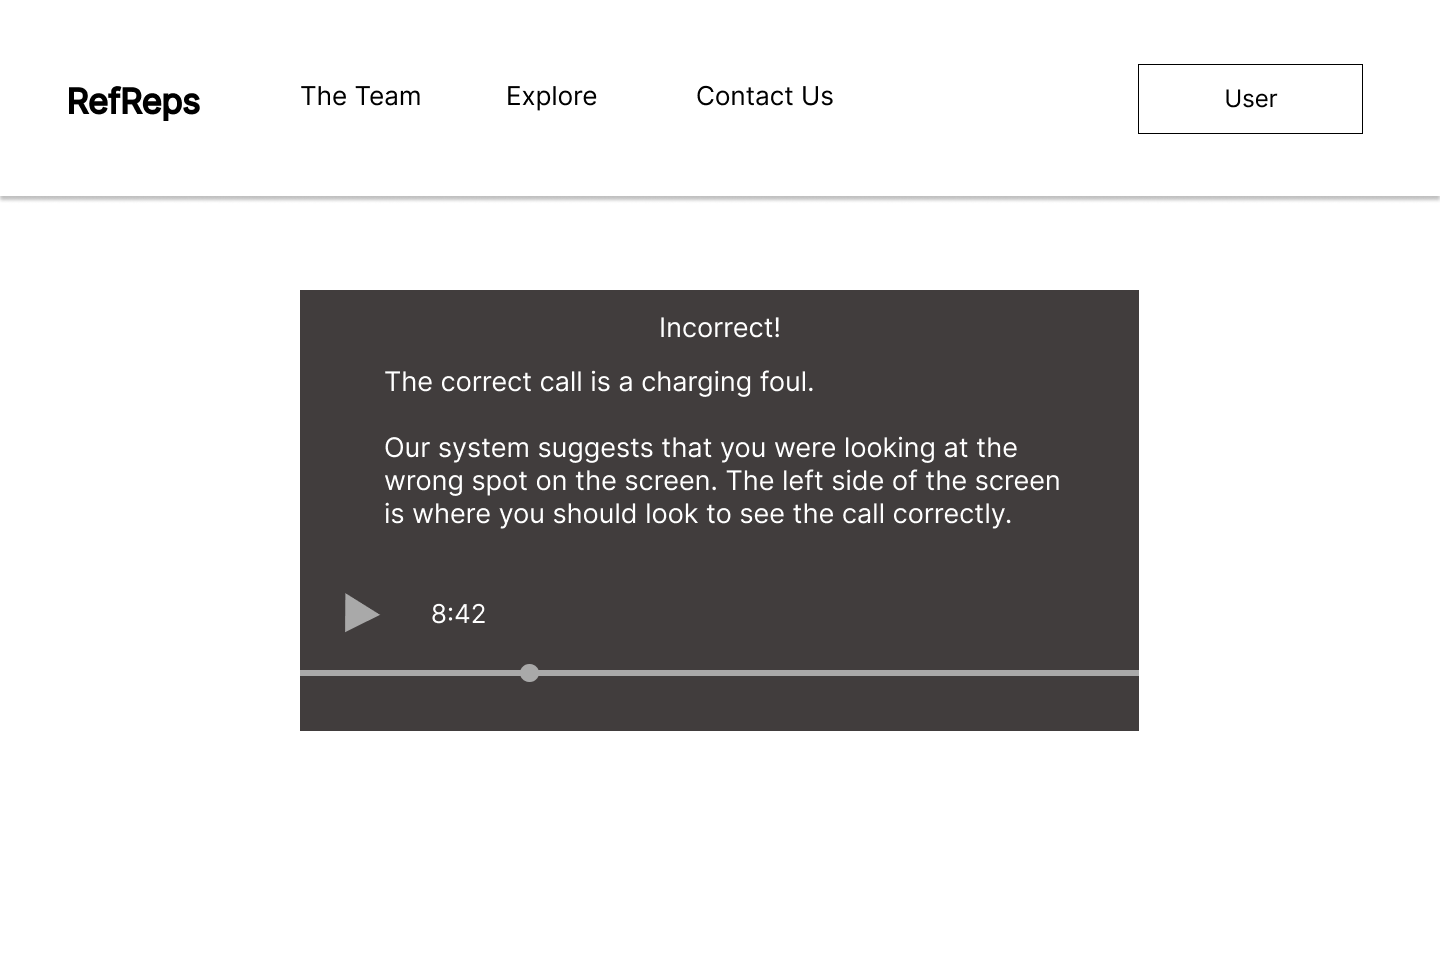 RefReps
The Team
Explore
Contact Us
User
Incorrect!
The correct call is a charging foul.
Our system suggests that you were looking at the
wrong spot on the screen. The left side of the screen
is where you should look to see the call correctly.
8:42